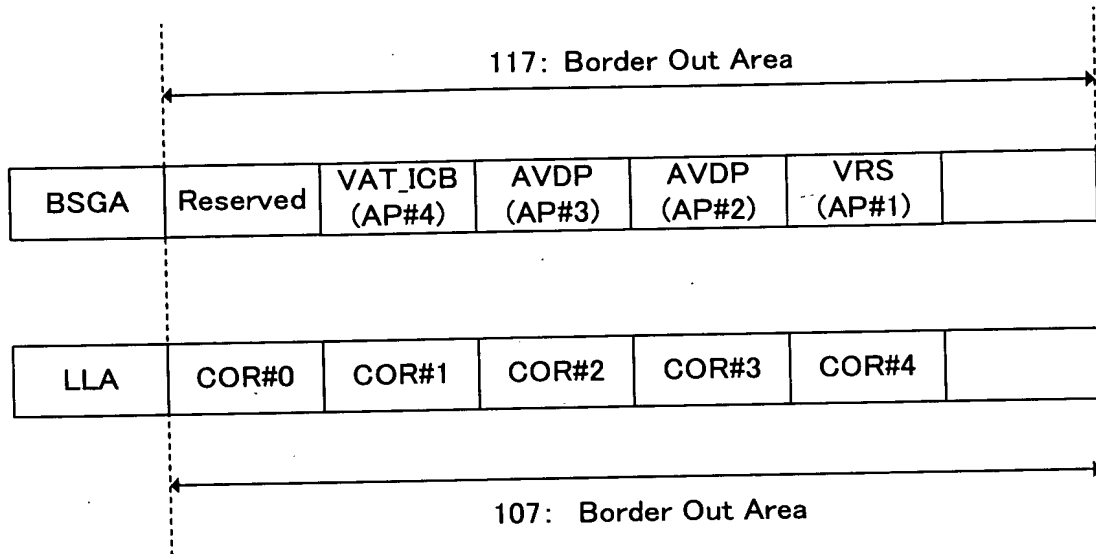 117: Border Out Area
BSGA
Reserved
VAT_ICB
(AP#4)
AVDP
(AP#3)
AVDP
(AP#2)
VRS
(AP#1)
LLA
COR#0
COR#1
COR#2
COR#3
COR#4
107: Border Out Area